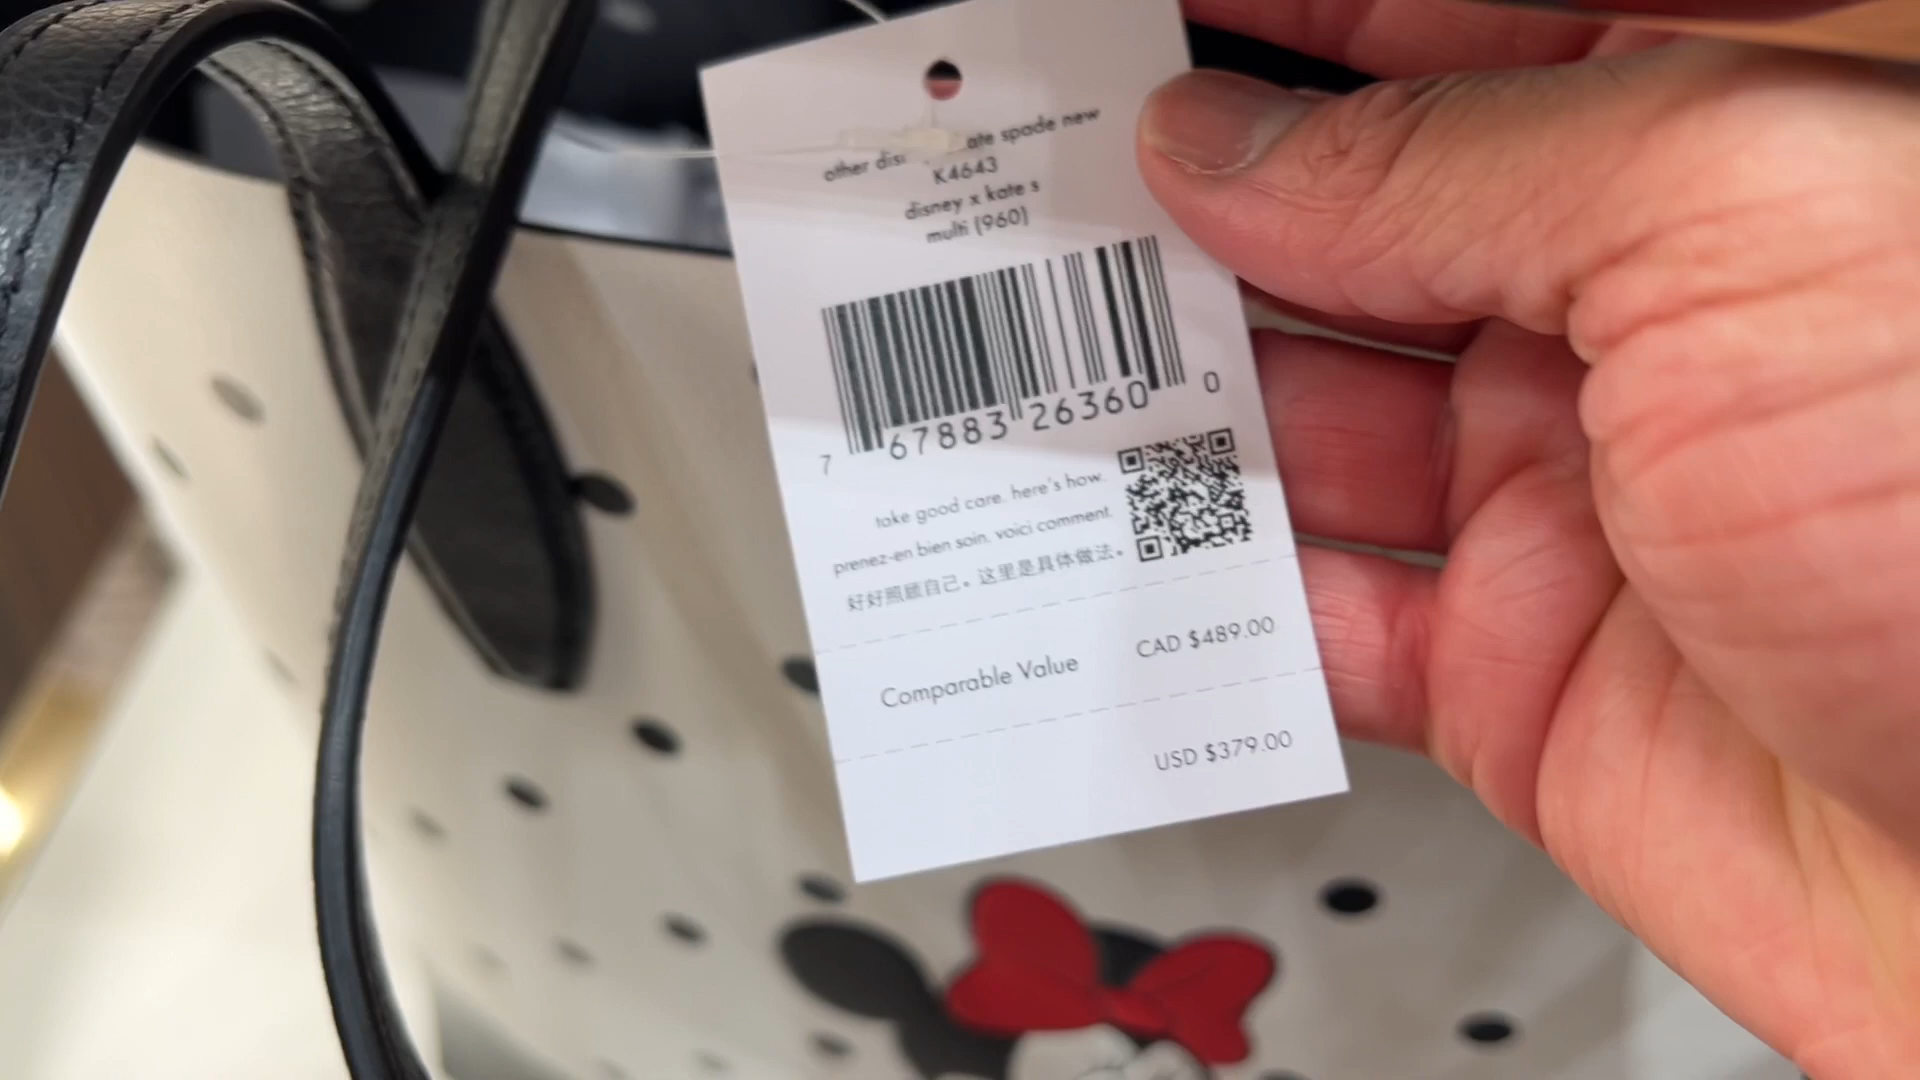 other ate spade new
K4643
disney x kate s
multi (960)
7 67883 26360 0
take good care. here's how.
prenez-en bien soin. voici comment.
好好照顾自己。这里是具体做法。
Comparable Value CAD $489.00
USD $379.00